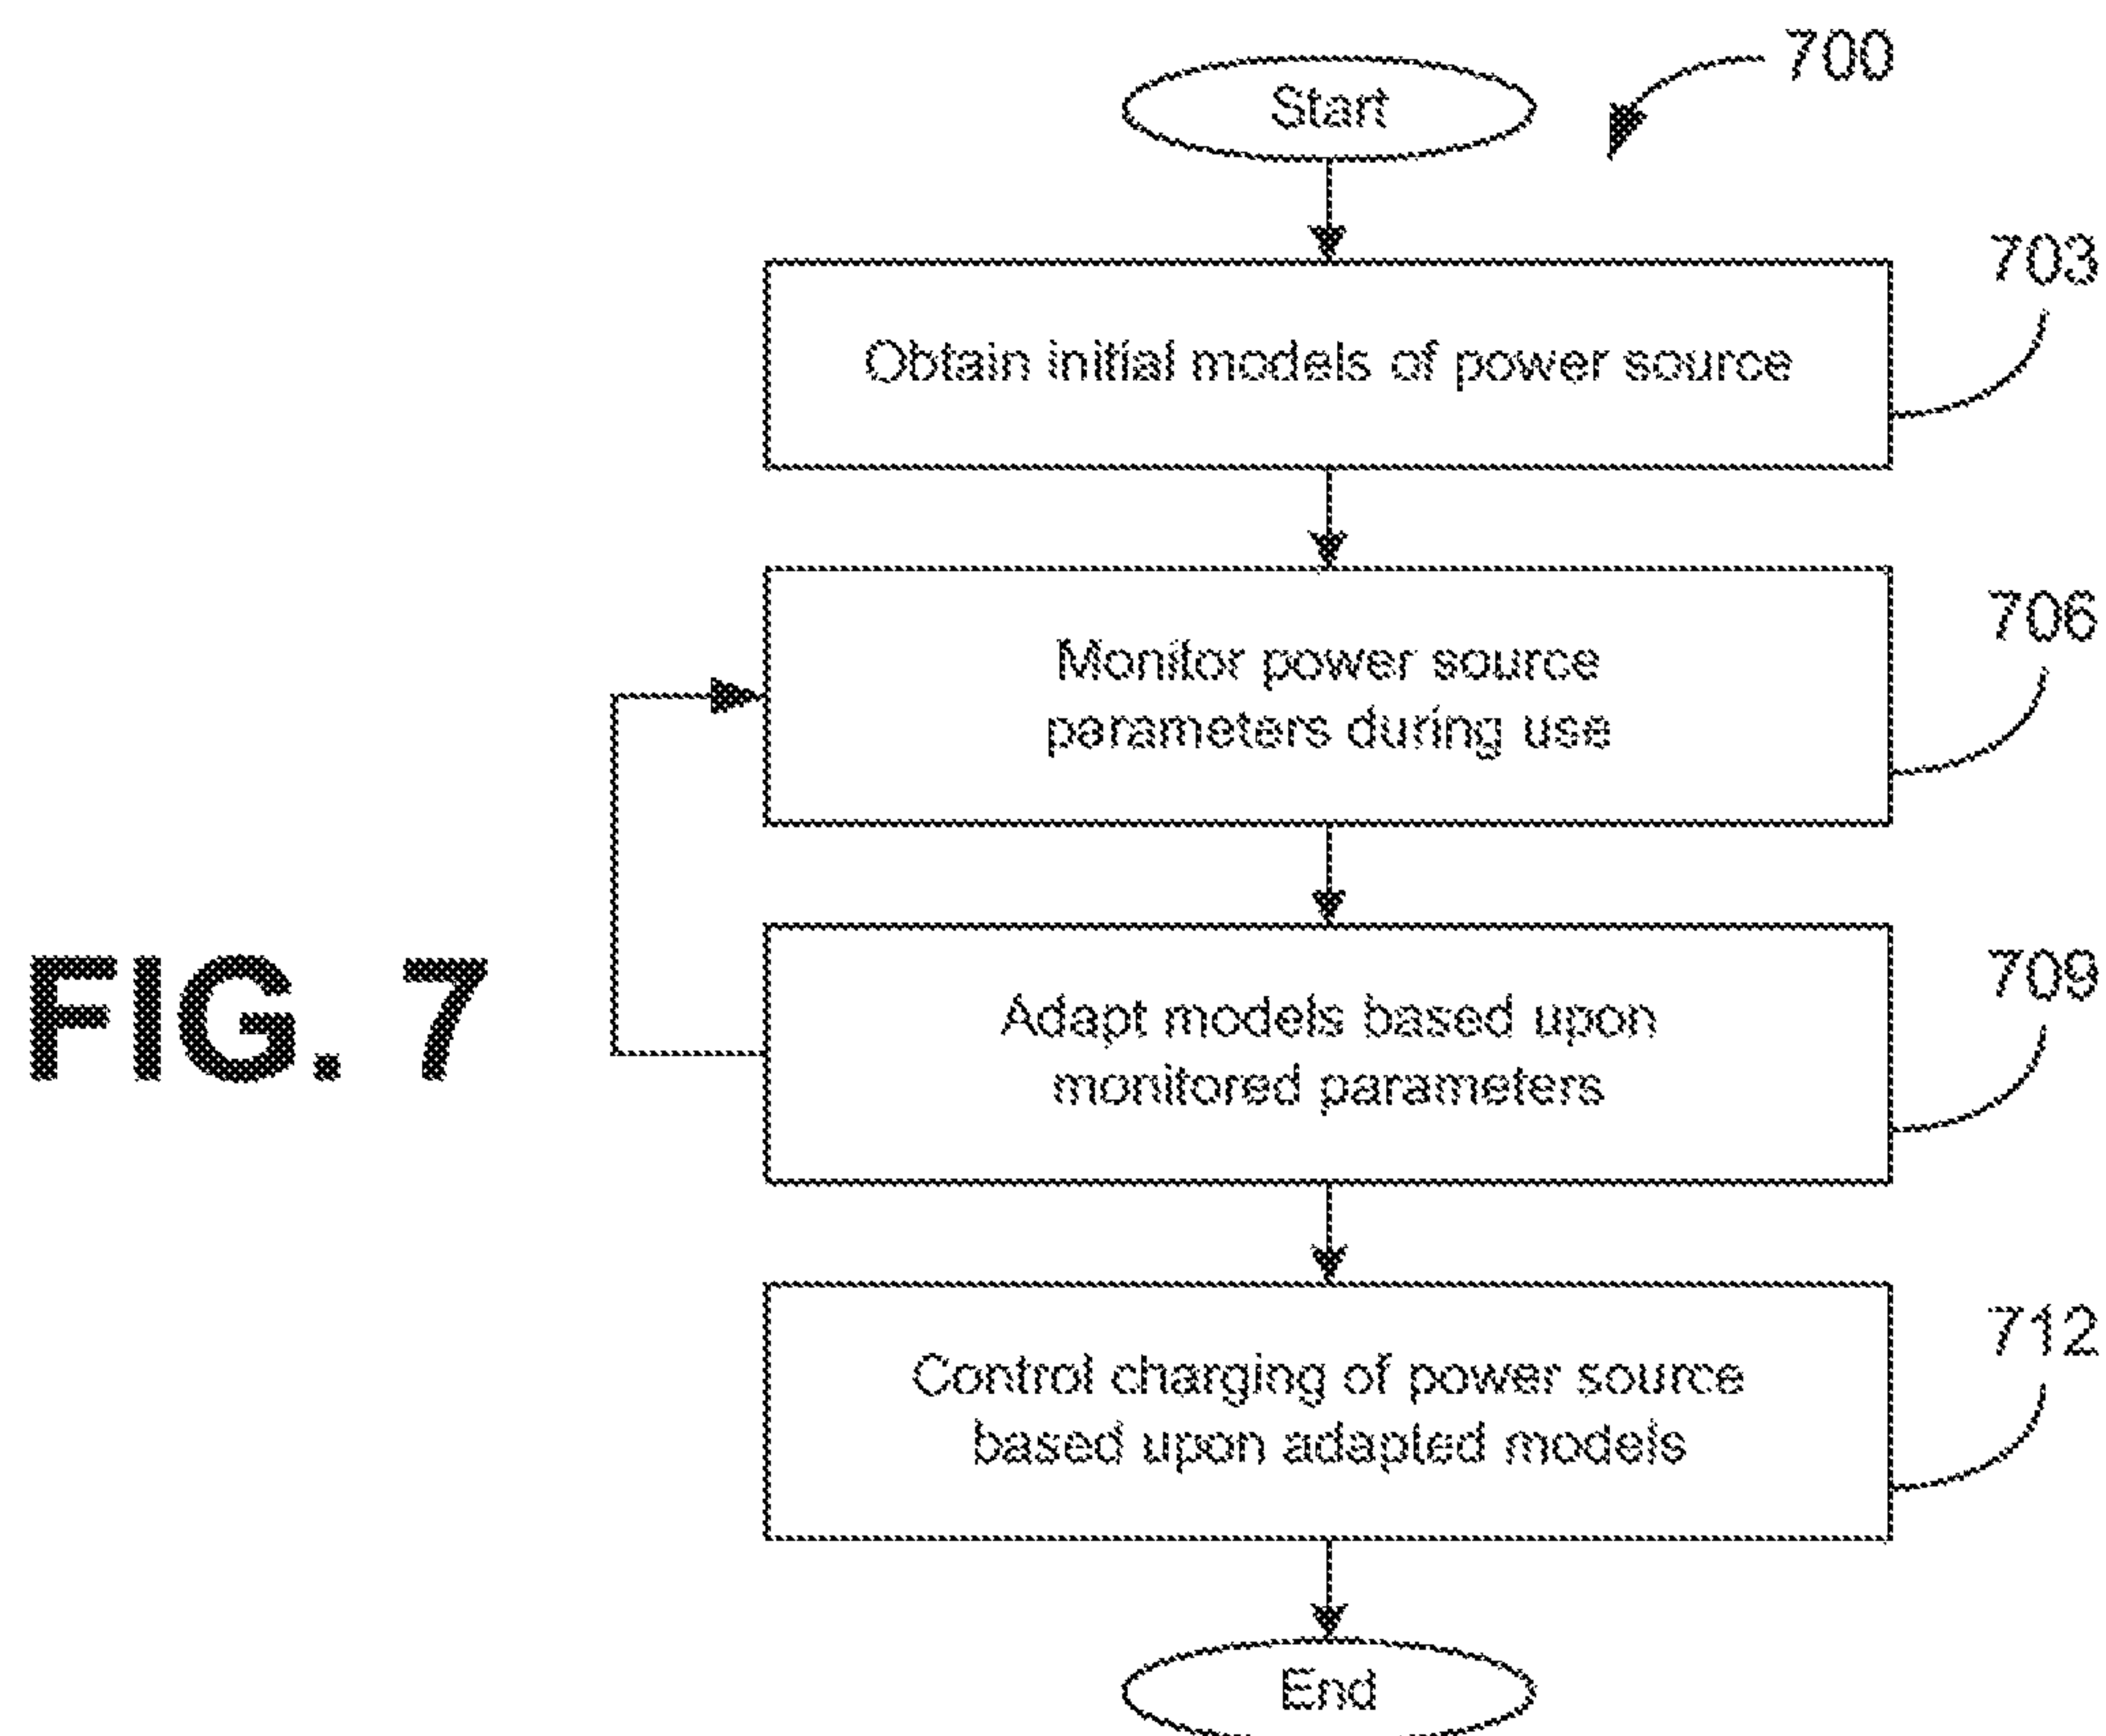 Start
700
Obtain initial models of power source
703
Monitor power source
parameters during use
706
FIG. 7
Adapt models based upon
monitored parameters
709
Control charging of power source
based upon adapted models
712
End